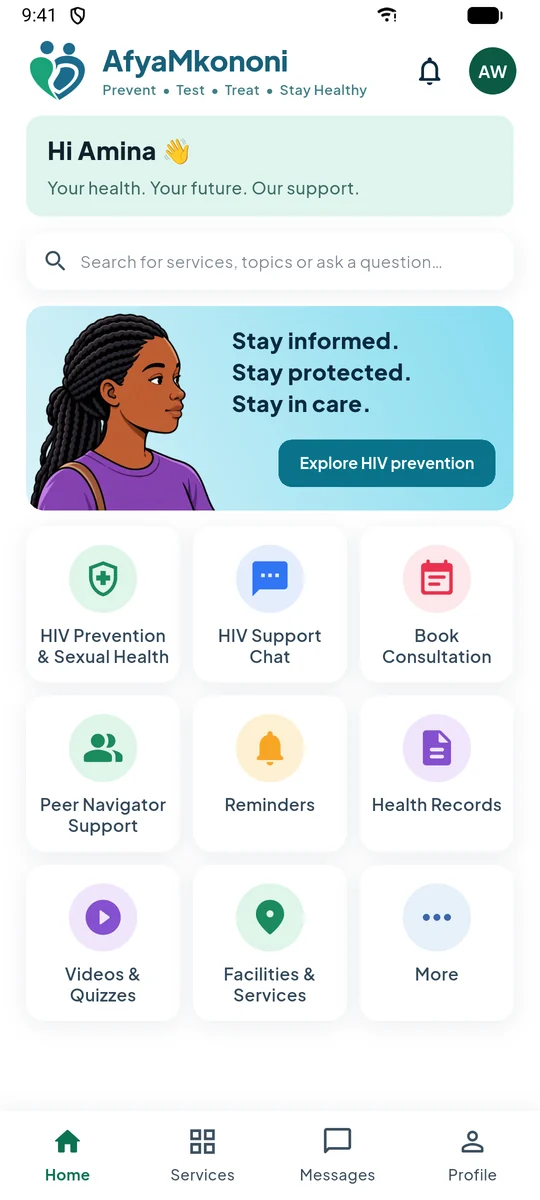 9:41
AfyaMkononi
Prevent • Test • Treat • Stay Healthy
AW
Hi Amina 👋
Your health. Your future. Our support.
Search for services, topics or ask a question...
Stay informed.
Stay protected.
Stay in care.
Explore HIV prevention
HIV Prevention
& Sexual Health
HIV Support
Chat
Book
Consultation
Peer Navigator
Support
Reminders
Health Records
Videos &
Quizzes
Facilities &
Services
More
Home
Services
Messages
Profile